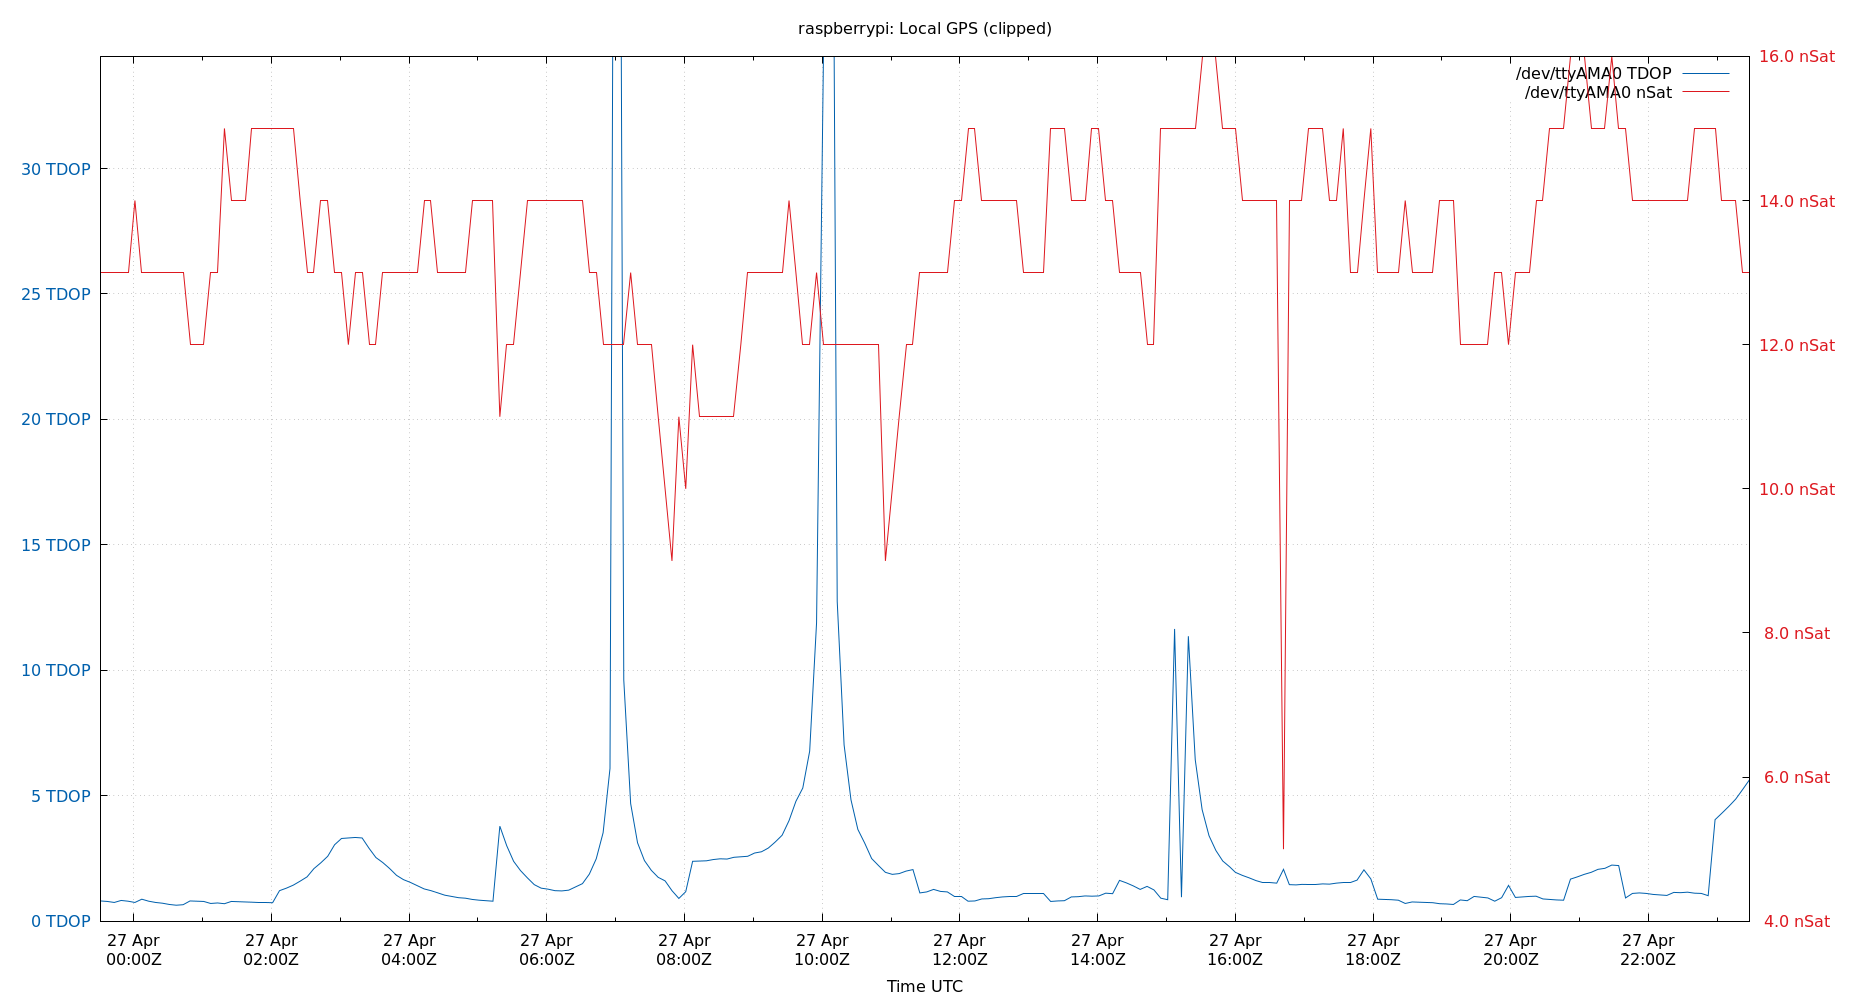 raspberrypi: Local GPS (clipped)
/dev/ttyAMA0 TDOP
/dev/ttyAMA0 nSat
30 TDOP
25 TDOP
20 TDOP
15 TDOP
10 TDOP
5 TDOP
0 TDOP
16.0 nSat
14.0 nSat
12.0 nSat
10.0 nSat
8.0 nSat
6.0 nSat
4.0 nSat
27 Apr 27 Apr 27 Apr 27 Apr 27 Apr 27 Apr 27 Apr 27 Apr 27 Apr 27 Apr 27 Apr 27 Apr
00:00Z 02:00Z 04:00Z 06:00Z 08:00Z 10:00Z 12:00Z 14:00Z 16:00Z 18:00Z 20:00Z 22:00Z
Time UTC